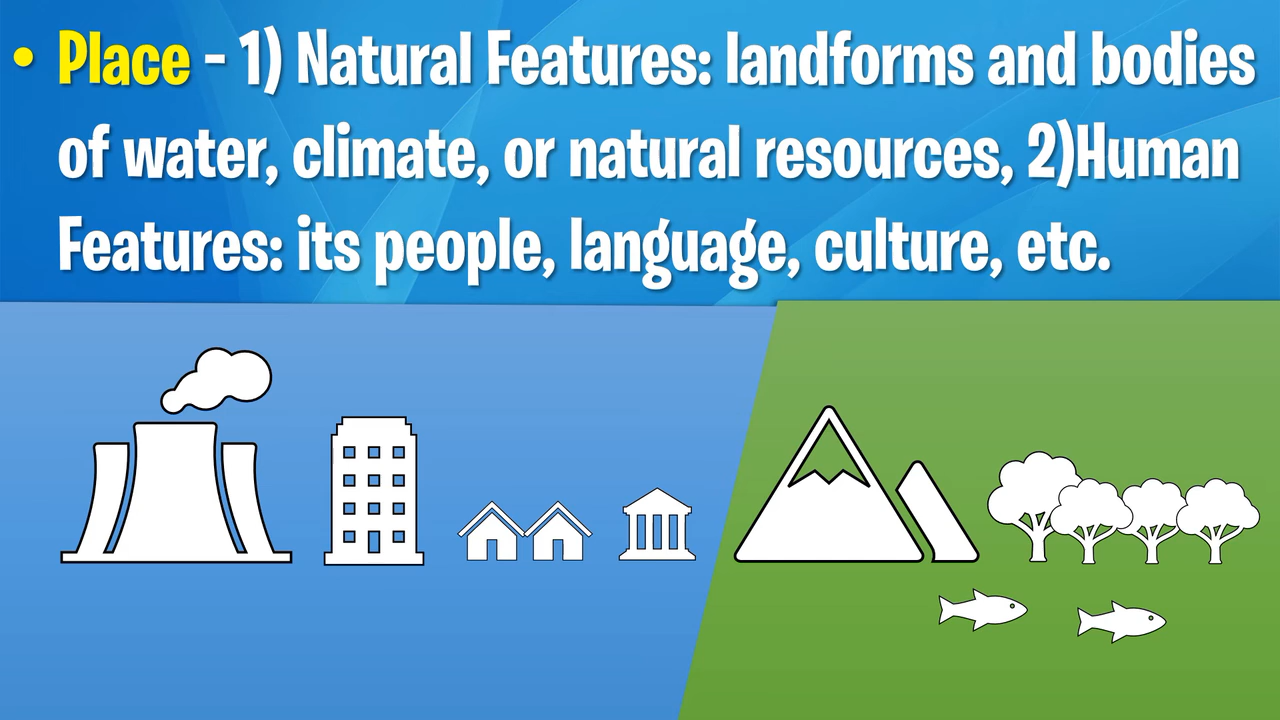 • Place - 1) Natural Features: landforms and bodies
of water, climate, or natural resources, 2)Human
Features: its people, language, culture, etc.